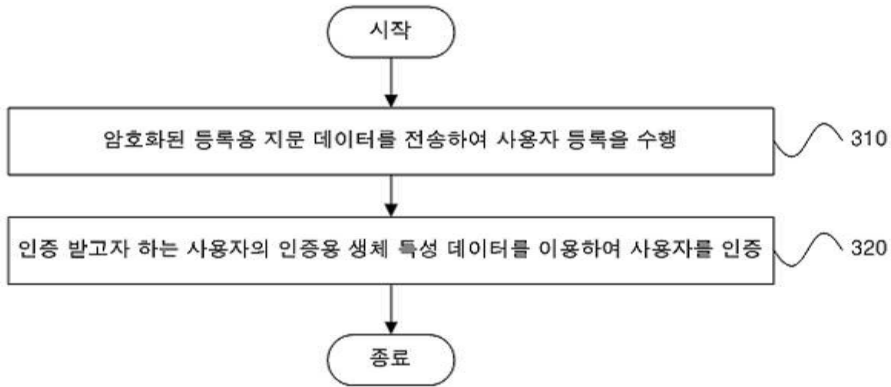 시작
암호화된 등록용 지문 데이터를 전송하여 사용자 등록을 수행
310
인증 받고자 하는 사용자의 인증용 생체 특성 데이터를 이용하여 사용자를 인증
320
종료